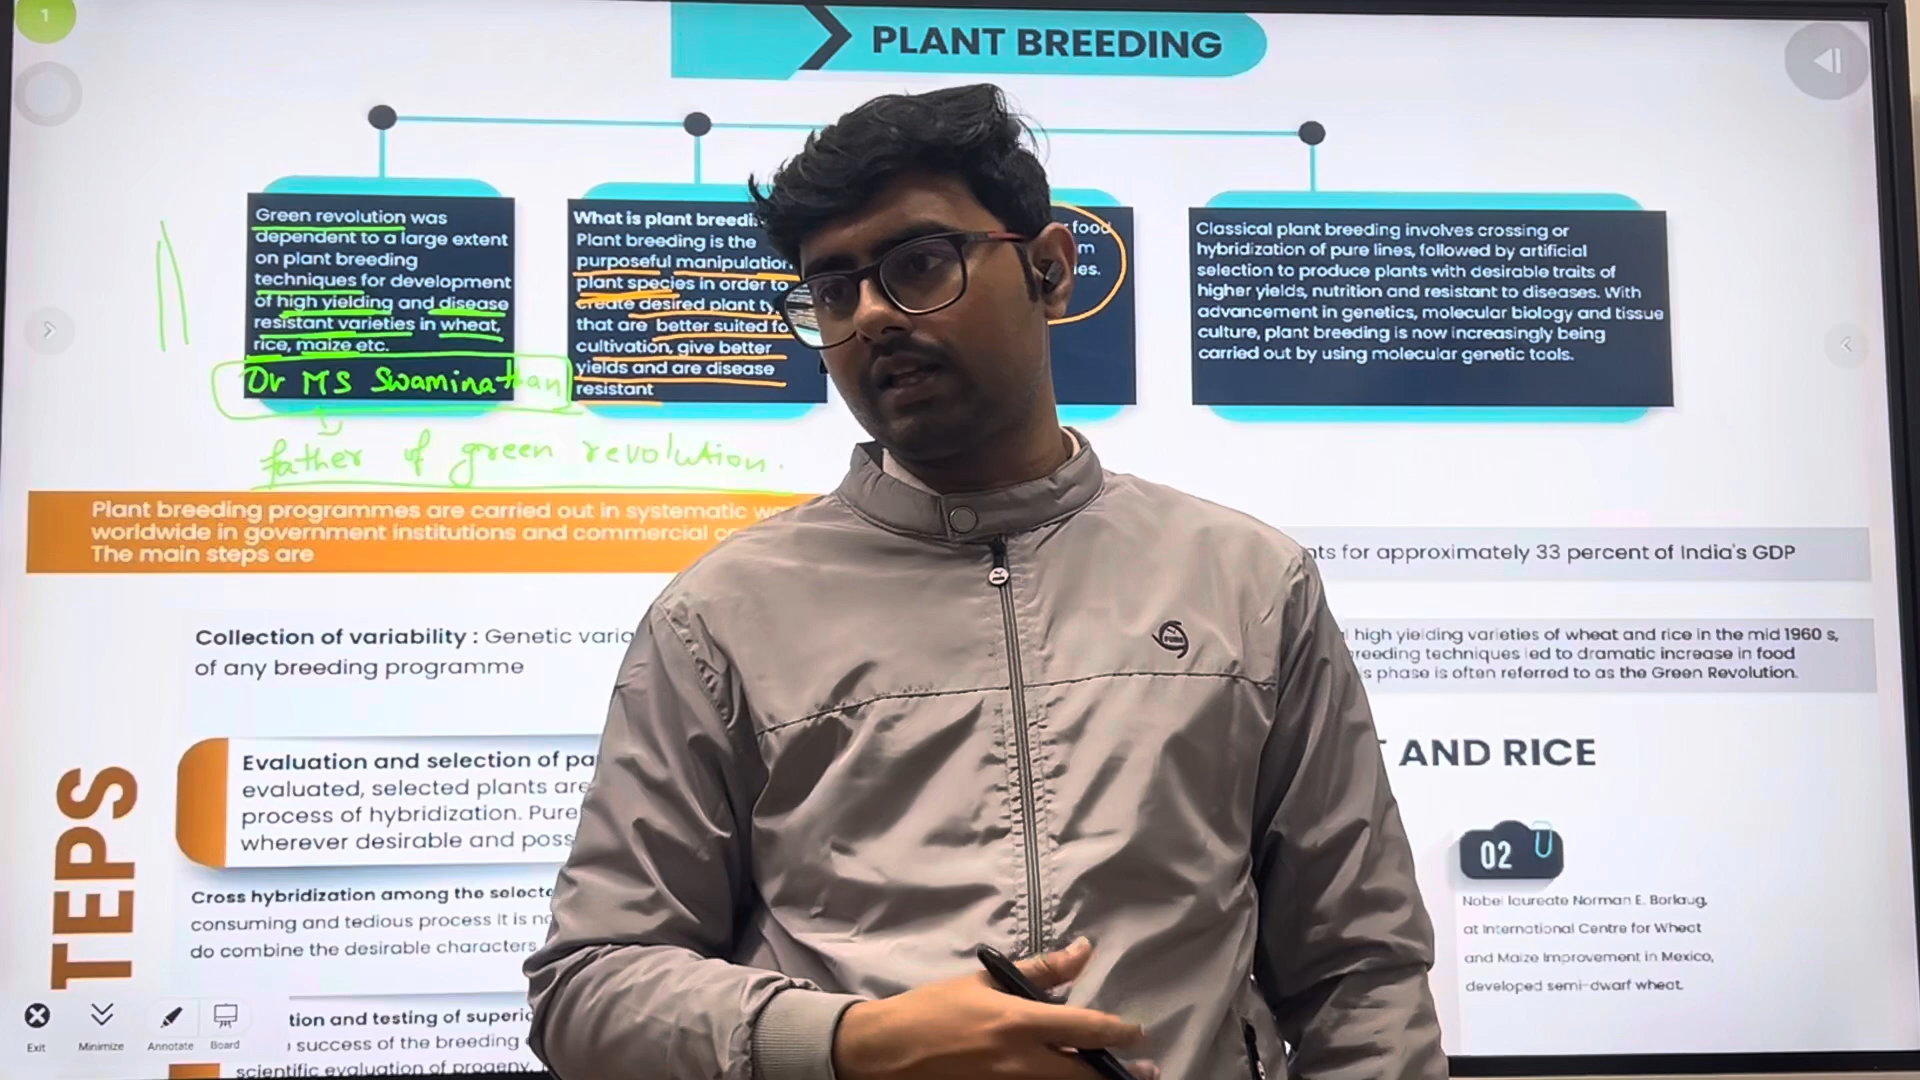 1
PLANT BREEDING
Green revolution was
dependent to a large extent
on plant breeding
techniques for development
of high yielding and disease
resistant varieties in wheat,
rice, maize etc.
Dr MS Swaminathan
father of green revolution.
What is plant
Plant breeding is the
purposeful manipulation
plant species in order to
create desired plant
that are better suited
cultivation, give better
yields and are disease
resistant
food
Classical plant breeding involves crossing or
hybridization of pure lines, followed by artificial
selection to produce plants with desirable traits of
higher yields, nutrition and resistant to diseases. With
advancement in genetics, molecular biology and tissue
culture, plant breeding is now increasingly being
carried out by using molecular genetic tools.
Plant breeding programmes are carried out in systematic
worldwide in government institutions and commercial
The main steps are
for approximately 33 percent of India's GDP
Collection of variability : Genetic
of any breeding programme
high yielding varieties of wheat and rice in the mid 1960 s,
techniques led to dramatic increase in food
phase is often referred to as the Green Revolution.
TEPS
Evaluation and selection of
evaluated, selected plants are
process of hybridization. Pure
wherever desirable and
Cross hybridization among the
consuming and tedious process It is
do combine the desirable characters
and testing of
success of the breeding
scientific evaluation of progeny.
AND RICE
02
Nobel laureate Norman E. Borlaug,
at International Centre for Wheat
and Maize Improvement in Mexico,
developed semi-dwarf wheat.
Exit
Minimize
Annotate
Board